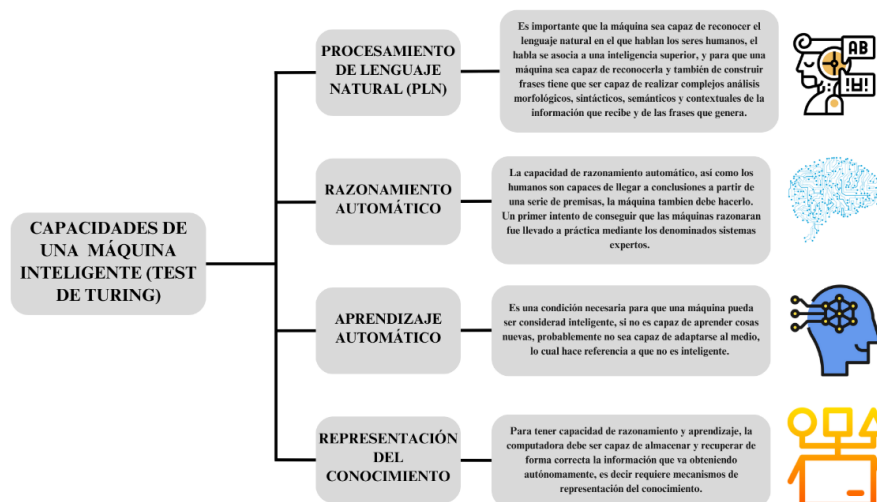 CAPACIDADES DE
UNA MÁQUINA
INTELIGENTE (TEST
DE TURING)
PROCESAMIENTO
DE LENGUAJE
NATURAL (PLN)
Es importante que la máquina sea capaz de reconocer el
lenguaje natural en el que hablan los seres humanos, el
habla se asocia a una inteligencia superior, y para que una
máquina sea capaz de reconocerla y también de construir
frases tiene que ser capaz de realizar complejos análisis
morfológicos, sintácticos, semánticos y contextuales de la
información que recibe y de las frases que genera.
AB
RAZONAMIENTO
AUTOMÁTICO
La capacidad de razonamiento automático, así como los
humanos son capaces de llegar a conclusiones a partir de
una serie de premisas, la máquina tambien debe hacerlo.
Un primer intento de conseguir que las máquinas razonaran
fue llevado a práctica mediante los denominados sistemas
expertos.
APRENDIZAJE
AUTOMÁTICO
Es una condición necesaria para que una máquina pueda
ser considerad inteligente, si no es capaz de aprender cosas
nuevas, probablemente no sea capaz de adaptarse al medio,
lo cual hace referencia a que no es inteligente.
REPRESENTACIÓN
DEL
CONOCIMIENTO
Para tener capacidad de razonamiento y aprendizaje, la
computadora debe ser capaz de almacenar y recuperar de
forma correcta la información que va obteniendo
autónomamente, es decir requiere mecanismos de
representación del conocimiento.